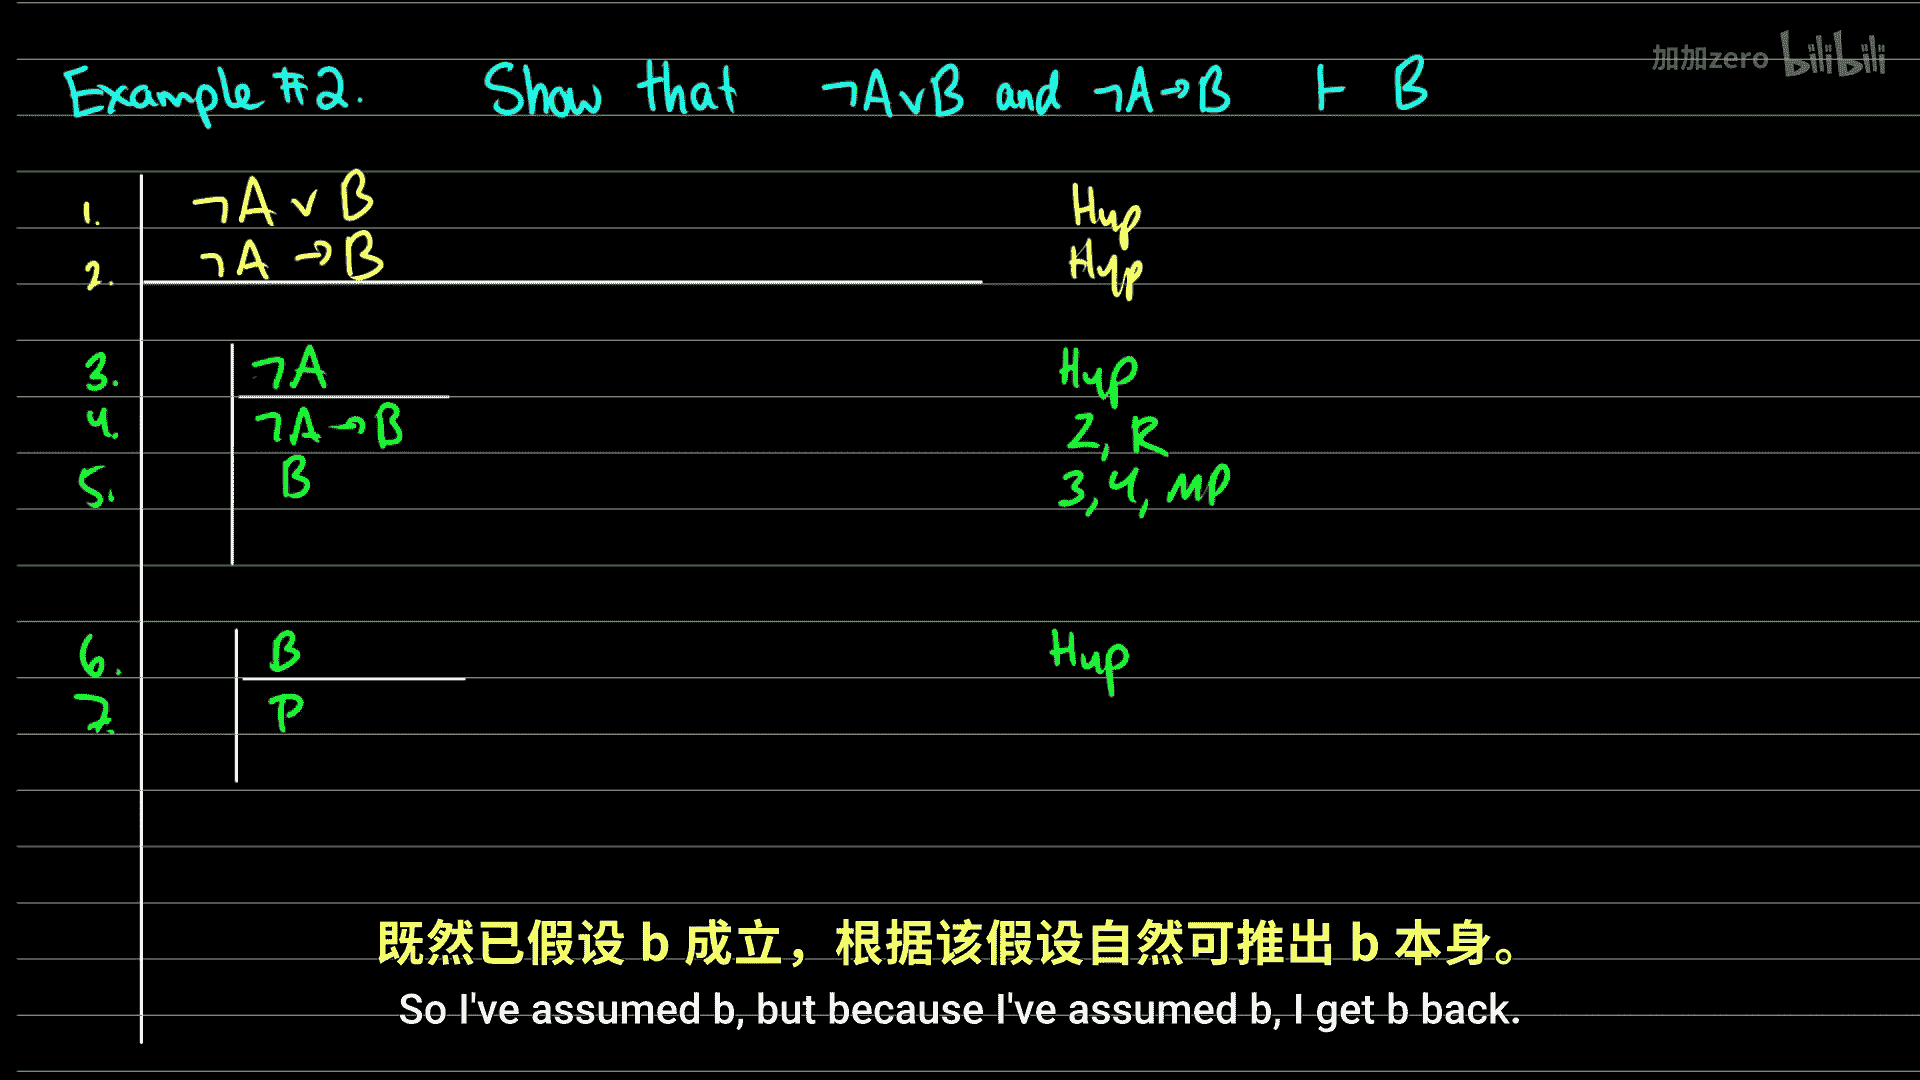 加加zero bilibili
Example #2. Show that ¬A∨B and ¬A→B ⊢ B
1. ¬A ∨ B Hyp
2. ¬A → B Hyp
3. ¬A Hyp
4. ¬A→B 2, R
5. B 3, 4, MP
6. B Hyp
7. P
既然已假设 b 成立，根据该假设自然可推出 b 本身。
So I've assumed b, but because I've assumed b, I get b back.